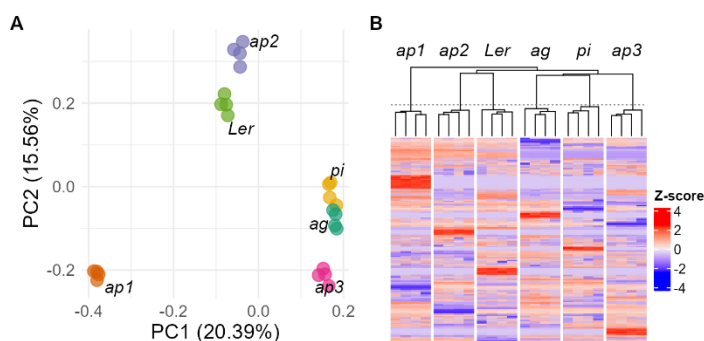 A
PC2 (15.56%)
0.2
0.0
-0.2
ap2
Ler
pi
ag
ap1
ap3
-0.4 -0.2 0.0 0.2
PC1 (20.39%)
B
ap1 ap2 Ler ag pi ap3
Z-score
4
2
0
-2
-4